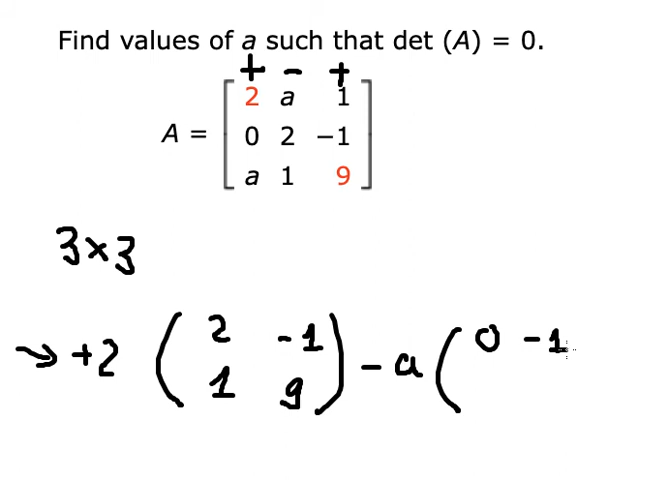 Find values of a such that det (A) = 0.
+ - +
2 a 1
A = 0 2 −1
a 1 9
3×3
→ +2 ( 2 -1 ) - a ( 0 -1
1 9